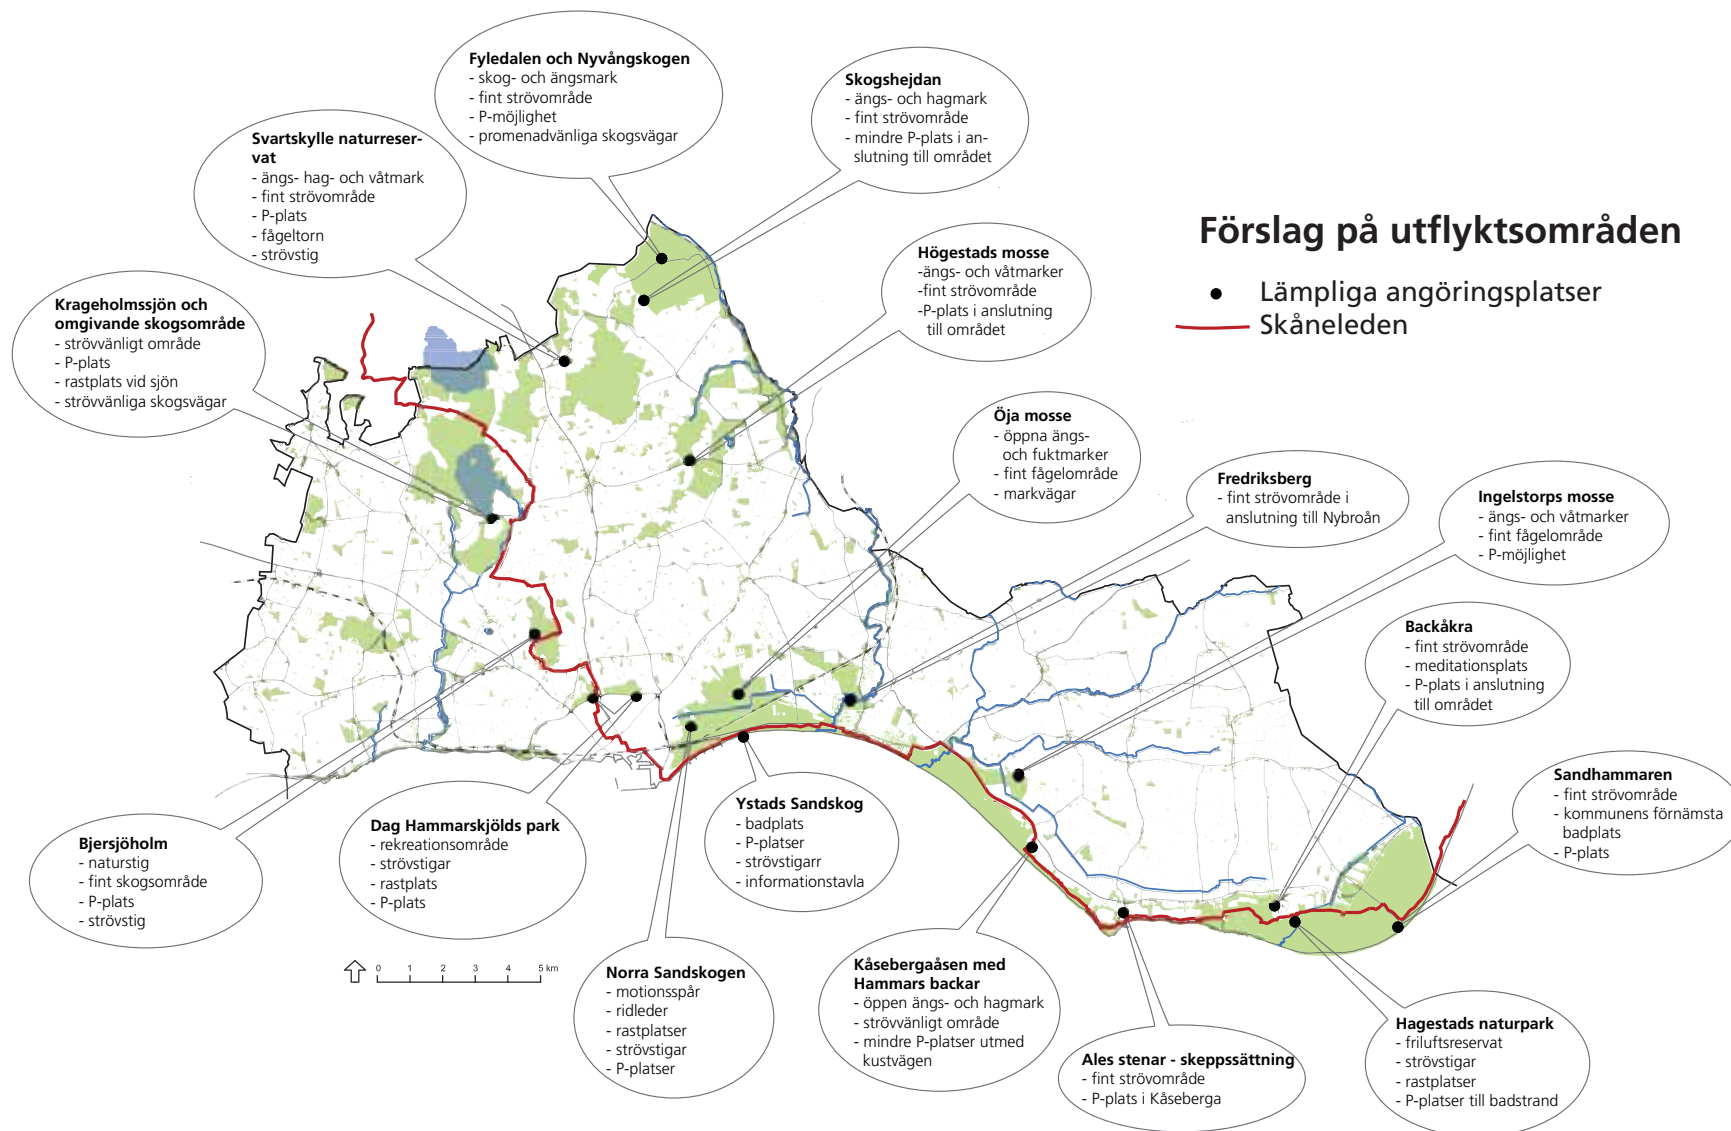 Förslag på utflyktsområden
Lämpliga angöringsplatser
Skåneleden
Fyledalen och Nyvångskogen
- skog- och ängsmark
- fint strövområde
- P-möjlighet
- promenadvänliga skogsvägar
Skogshejdan
- ängs- och hagmark
- fint strövområde
- mindre P-plats i an-
slutning till området
Svartskylle naturreser-
vat
- ängs- hag- och våtmark
- fint strövområde
- P-plats
- fågeltorn
- strövstig
Högestads mosse
-ängs- och våtmarker
-fint strövområde
-P-plats i anslutning
till området
Krageholmssjön och
omgivande skogsområde
- strövvänligt område
- P-plats
- rastplats vid sjön
- strövvänliga skogsvägar
Öja mosse
- öppna ängs-
och fuktmarker
- fint fågelområde
- markvägar
Fredriksberg
- fint strövområde i
anslutning till Nybroån
Ingelstorps mosse
- ängs- och våtmarker
- fint fågelområde
- P-möjlighet
Backåkra
- fint strövområde
- meditationsplats
- P-plats i anslutning
till området
Sandhammaren
- fint strövområde
- kommunens förnämsta
badplats
- P-plats
Bjersjöholm
- naturstig
- fint skogsområde
- P-plats
- strövstig
Dag Hammarskjölds park
- rekreationsområde
- strövstigar
- rastplats
- P-plats
Ystads Sandskog
- badplats
- P-platser
- strövstigarr
- informationstavla
0 1 2 3 4 5 km
Norra Sandskogen
- motionsspår
- ridleder
- rastplatser
- strövstigar
- P-platser
Kåsebergaåsen med
Hammars backar
- öppen ängs- och hagmark
- strövvänligt område
- mindre P-platser utmed
kustvägen
Ales stenar - skeppssättning
- fint strövområde
- P-plats i Kåseberga
Hagestads naturpark
- friluftsreservat
- strövstigar
- rastplatser
- P-platser till badstrand